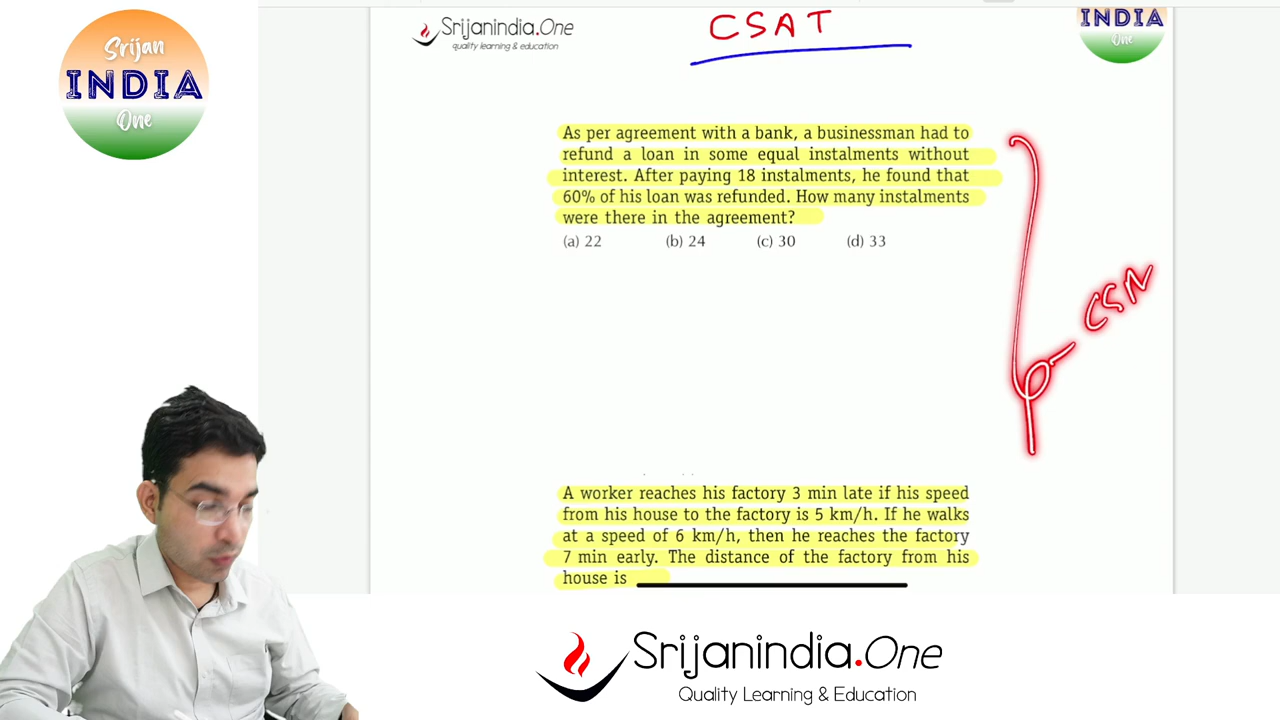 Srijan
INDIA
One
Srijanindia.One
quality learning & education
CSAT
INDIA
One
As per agreement with a bank, a businessman had to
refund a loan in some equal instalments without
interest. After paying 18 instalments, he found that
60% of his loan was refunded. How many instalments
were there in the agreement?
(a) 22 (b) 24 (c) 30 (d) 33
CSA
A worker reaches his factory 3 min late if his speed
from his house to the factory is 5 km/h. If he walks
at a speed of 6 km/h, then he reaches the factory
7 min early. The distance of the factory from his
house is
Srijanindia.One
Quality Learning & Education